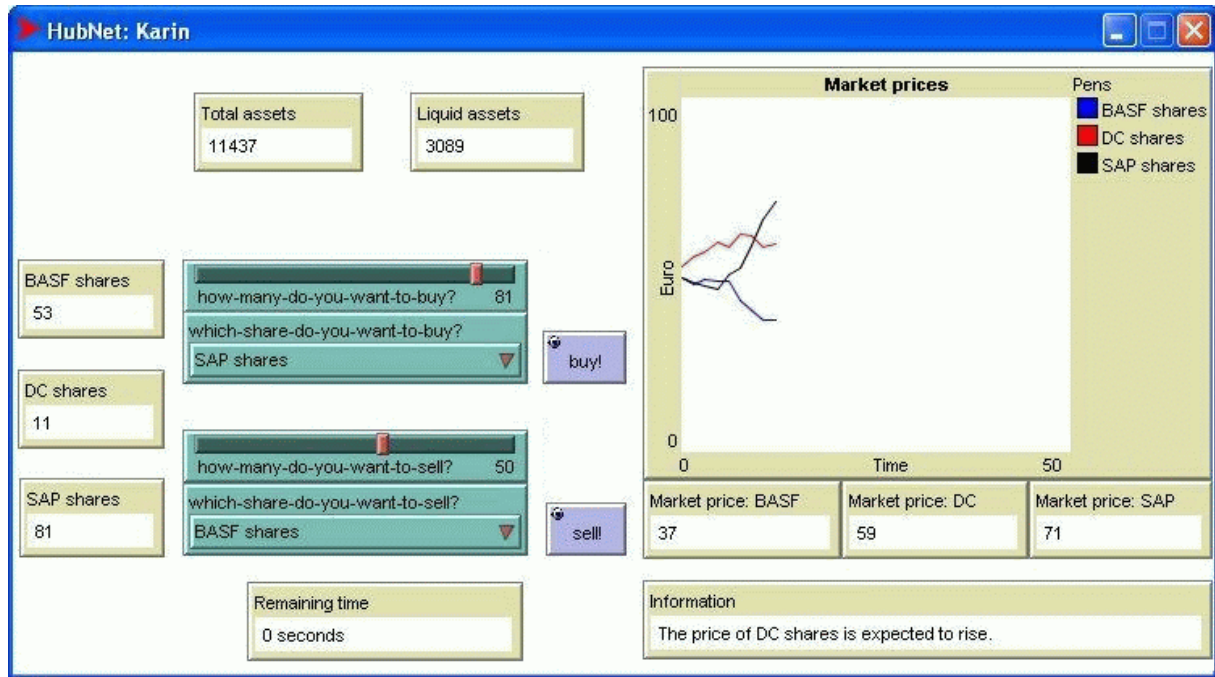 HubNet: Karin
Total assets
11437
Liquid assets
3089
BASF shares
53
DC shares
11
SAP shares
81
how-many-do-you-want-to-buy? 81
which-share-do-you-want-to-buy?
SAP shares
buy!
how-many-do-you-want-to-sell? 50
which-share-do-you-want-to-sell?
BASF shares
sell!
Remaining time
0 seconds
Market prices
Pens
BASF shares
DC shares
SAP shares
100
Euro
0
0 Time 50
Market price: BASF
37
Market price: DC
59
Market price: SAP
71
Information
The price of DC shares is expected to rise.